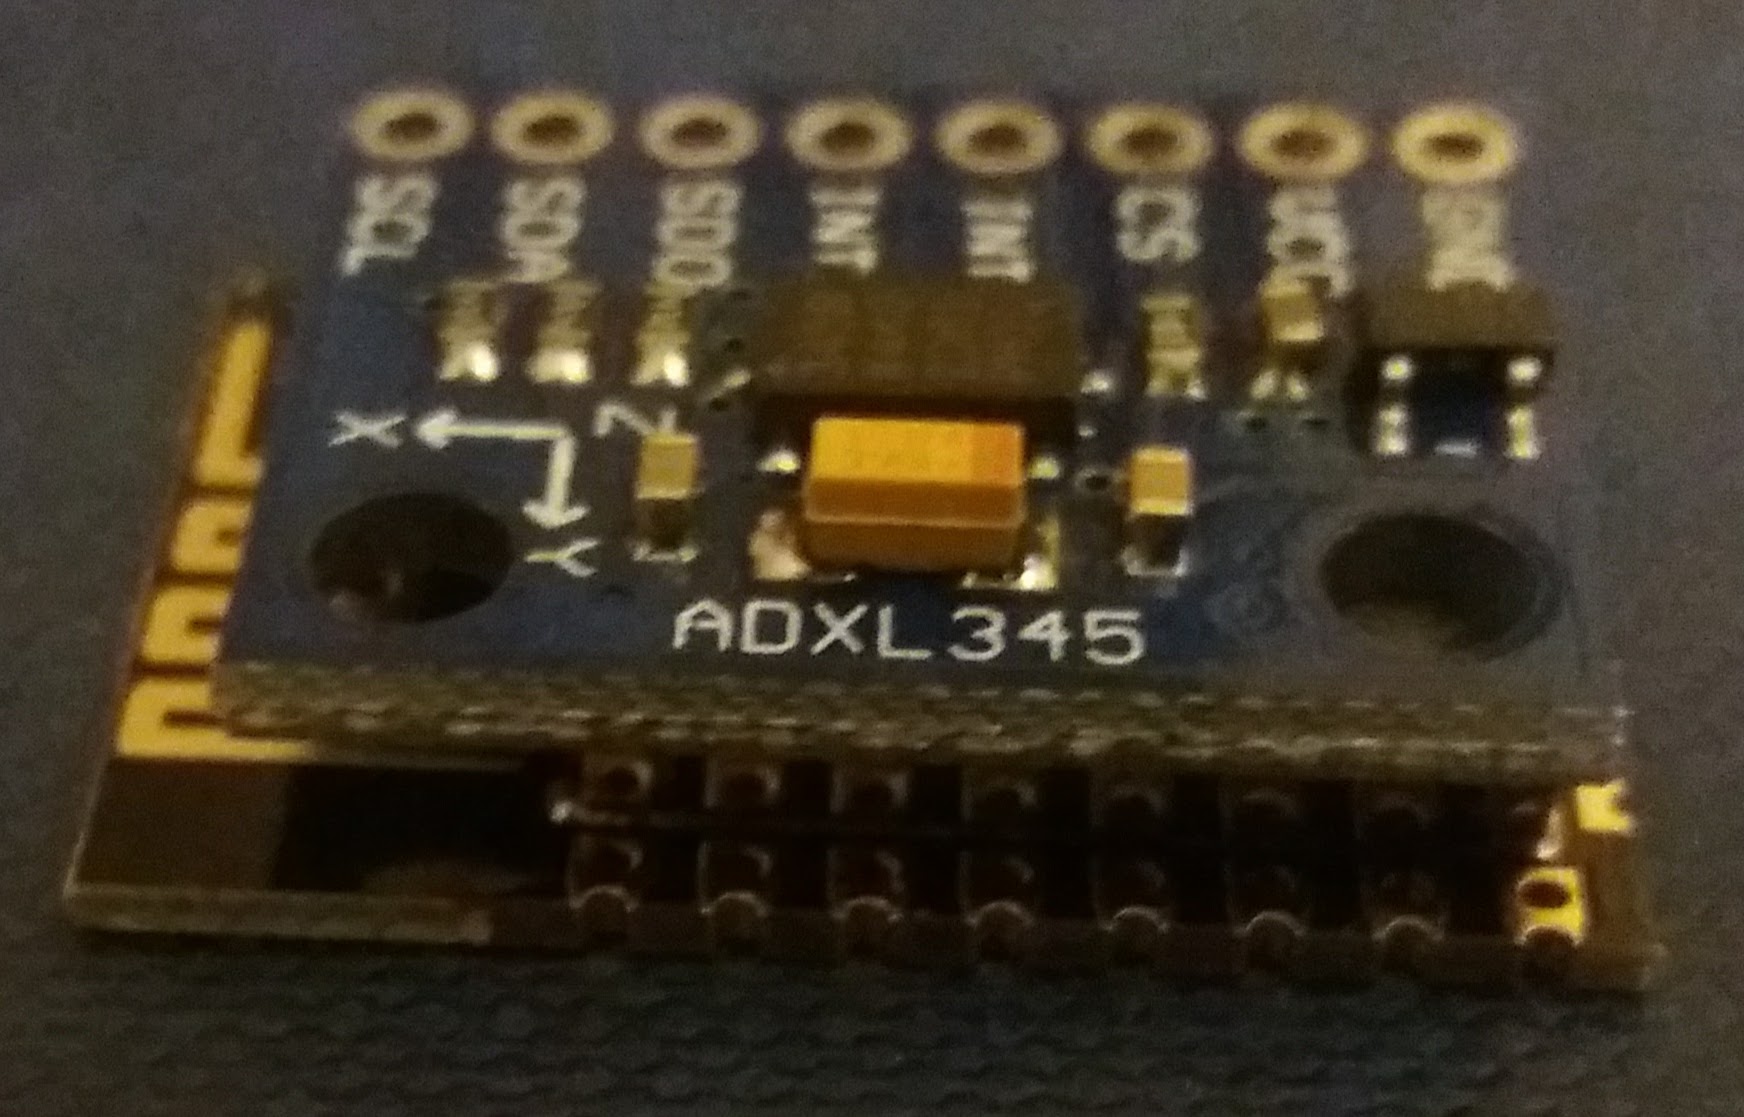 SCL SDA SDO INT INT CS VCC GND
X Z
Y
ADXL345